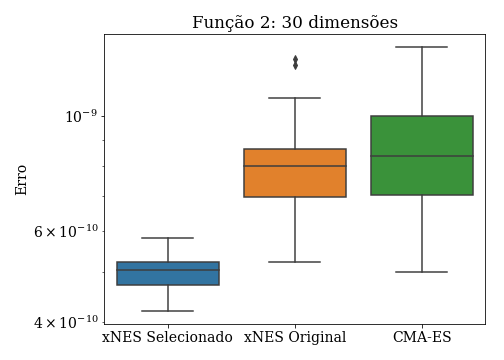 Função 2: 30 dimensões
Erro
10⁻⁹
6 × 10⁻¹⁰
4 × 10⁻¹⁰
xNES Selecionado xNES Original CMA-ES